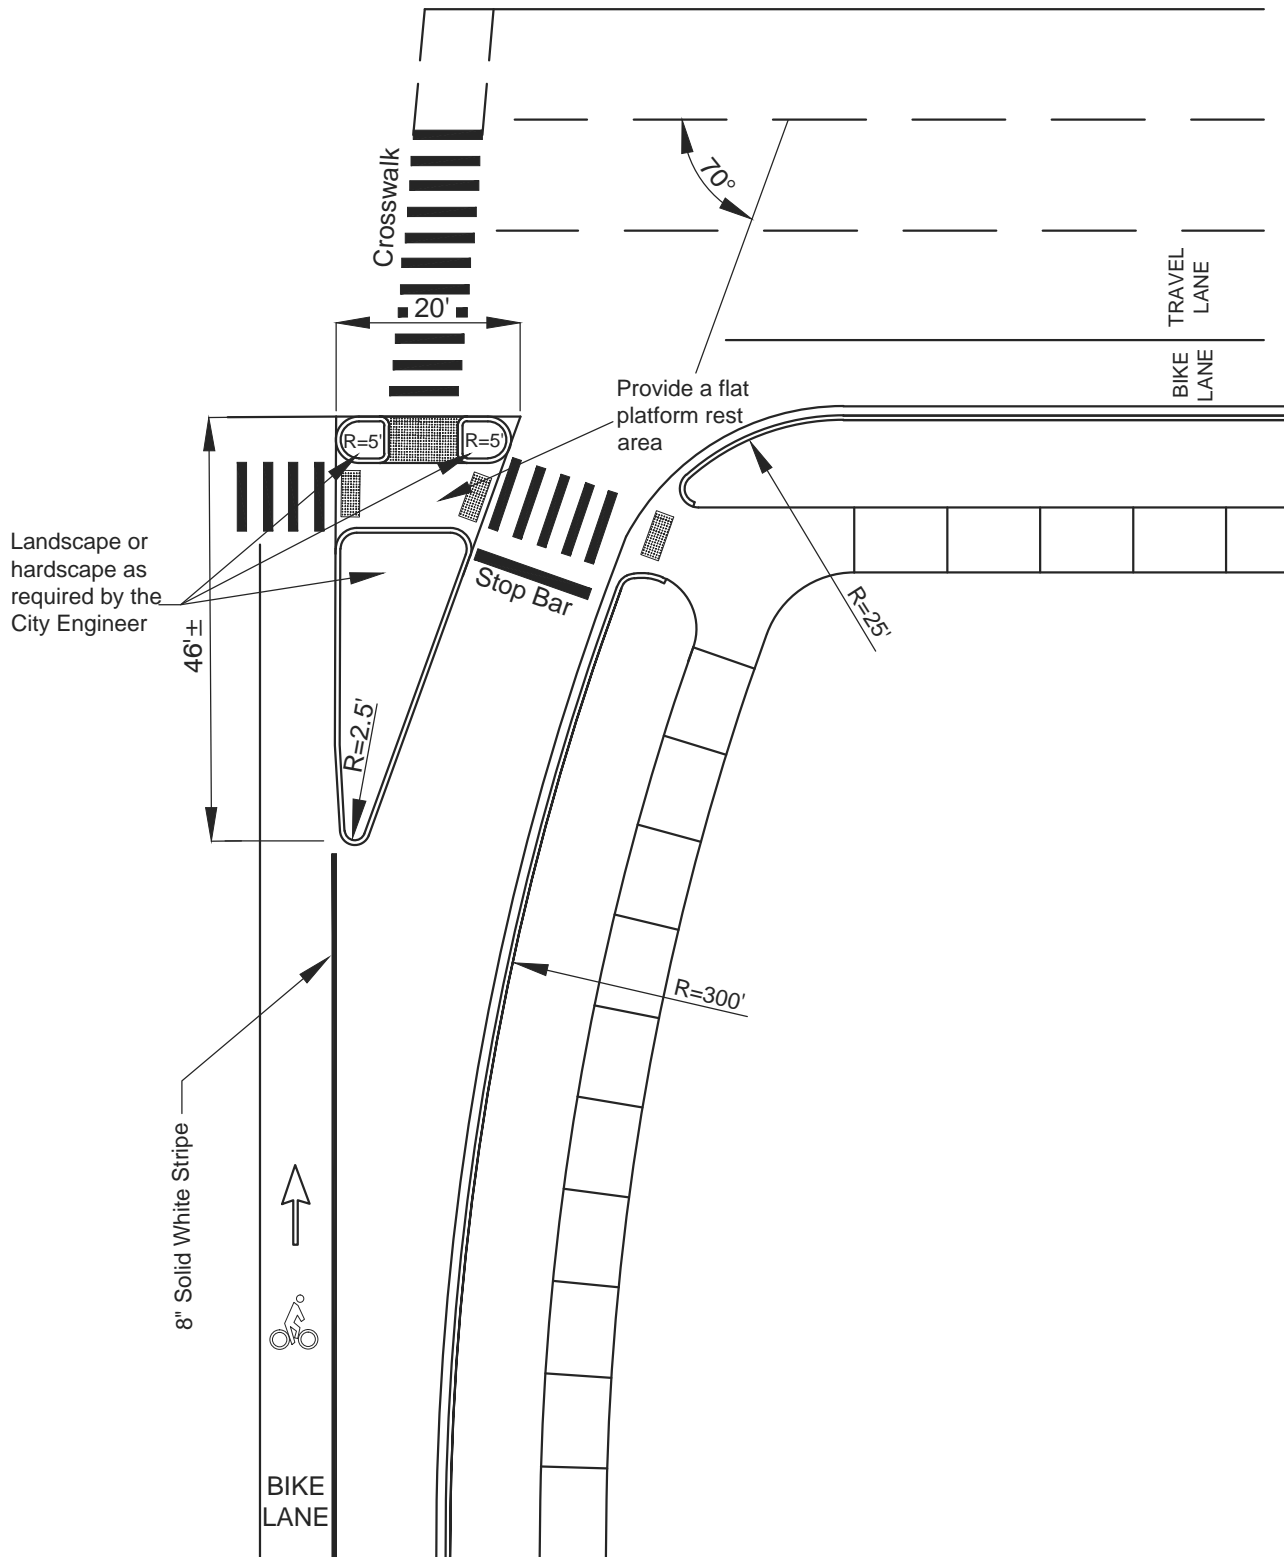 Crosswalk
70°
TRAVEL
LANE
20'
BIKE
LANE
Provide a flat
platform rest
area
R=5'
R=5'
Landscape or
hardscape as
required by the
City Engineer
Stop Bar
46'±
R=25'
R=2.5'
R=300'
8" Solid White Stripe
BIKE
LANE